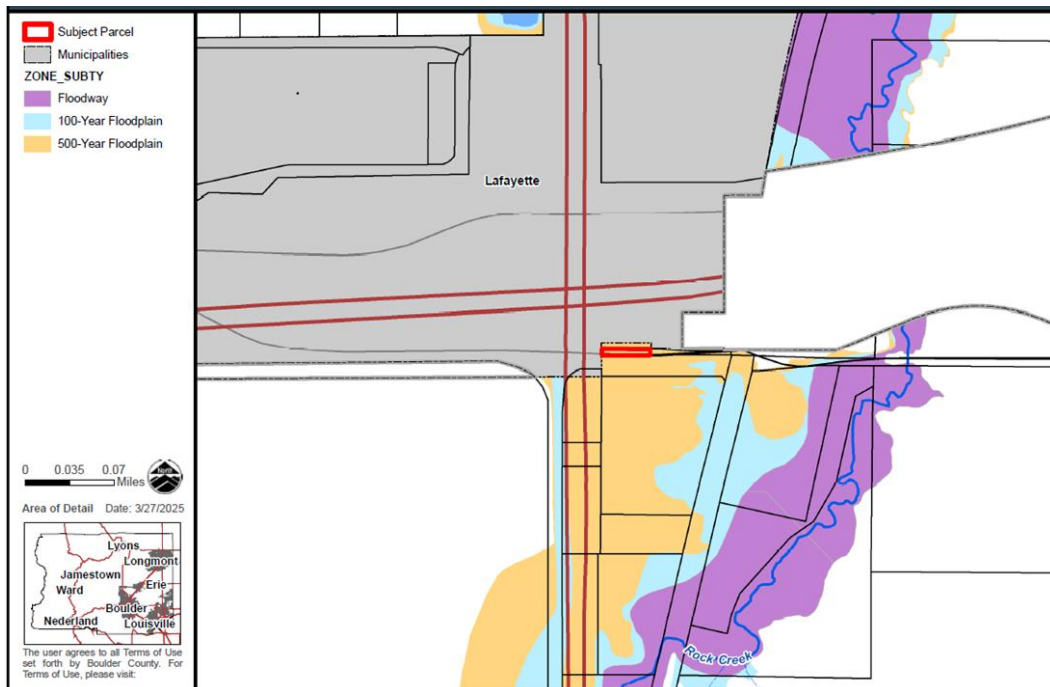 Subject Parcel
Municipalities
ZONE_SUBTY
Floodway
100-Year Floodplain
500-Year Floodplain
Lafayette
Rock Creek
0 0.035 0.07
Miles
North
Area of Detail Date: 3/27/2025
Lyons
Longmont
Jamestown
Ward
Erie
Boulder
Nederland
Louisville
The user agrees to all Terms of Use
set forth by Boulder County. For
Terms of Use, please visit: